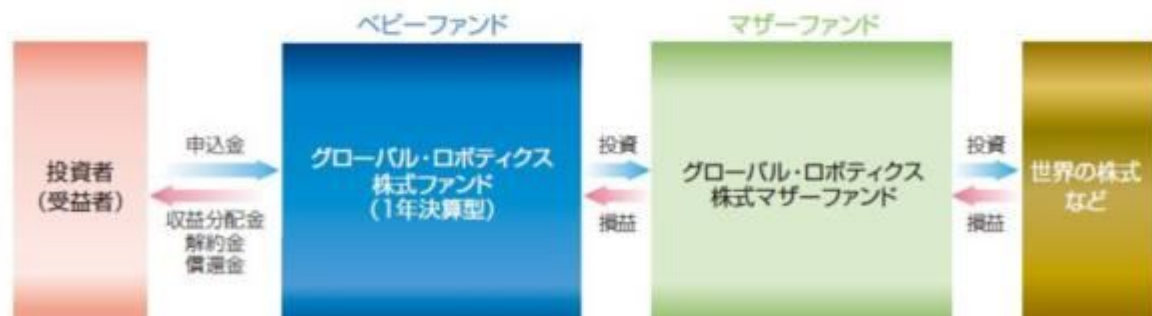 ベビーファンド
マザーファンド
投資者
(受益者)
申込金
収益分配金
解約金
償還金
グローバル・ロボティクス
株式ファンド
(1年決算型)
投資
損益
グローバル・ロボティクス
株式マザーファンド
投資
損益
世界の株式
など